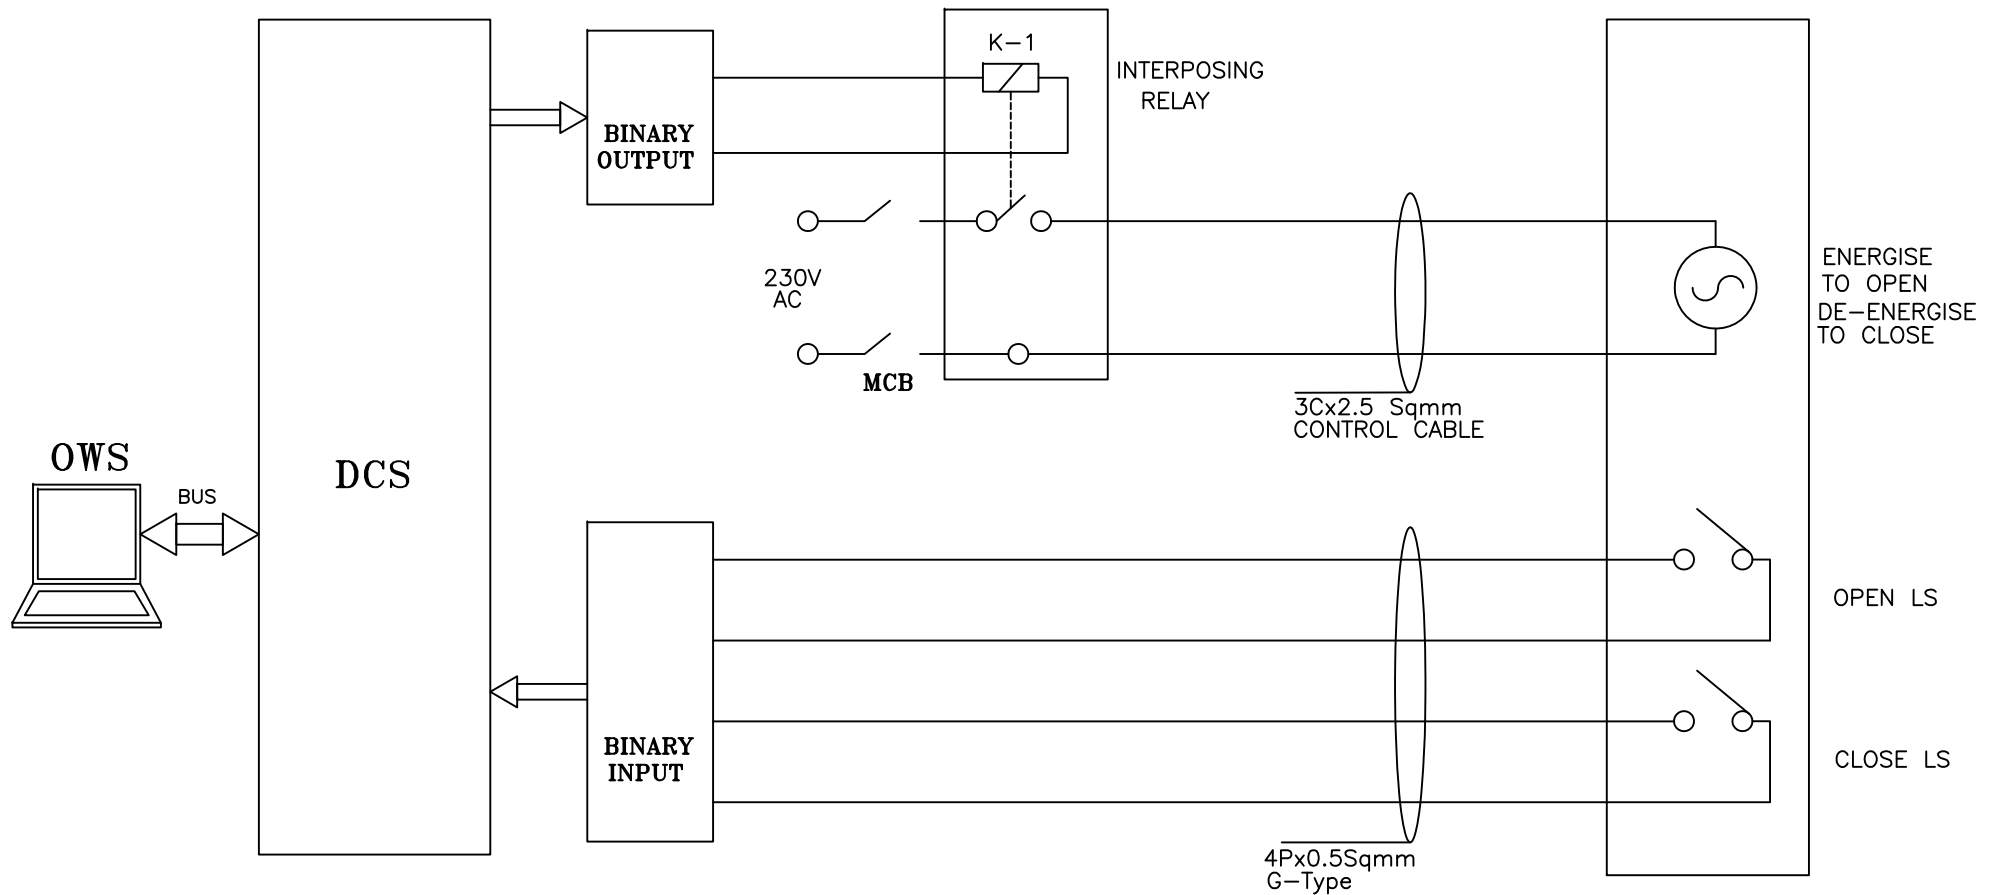 K-1
INTERPOSING
RELAY
BINARY
OUTPUT
230V
AC
MCB
ENERGISE
TO OPEN
DE-ENERGISE
TO CLOSE
3Cx2.5 Sqmm
CONTROL CABLE
OWS
BUS
DCS
OPEN LS
BINARY
INPUT
CLOSE LS
4Px0.5Sqmm
G-Type